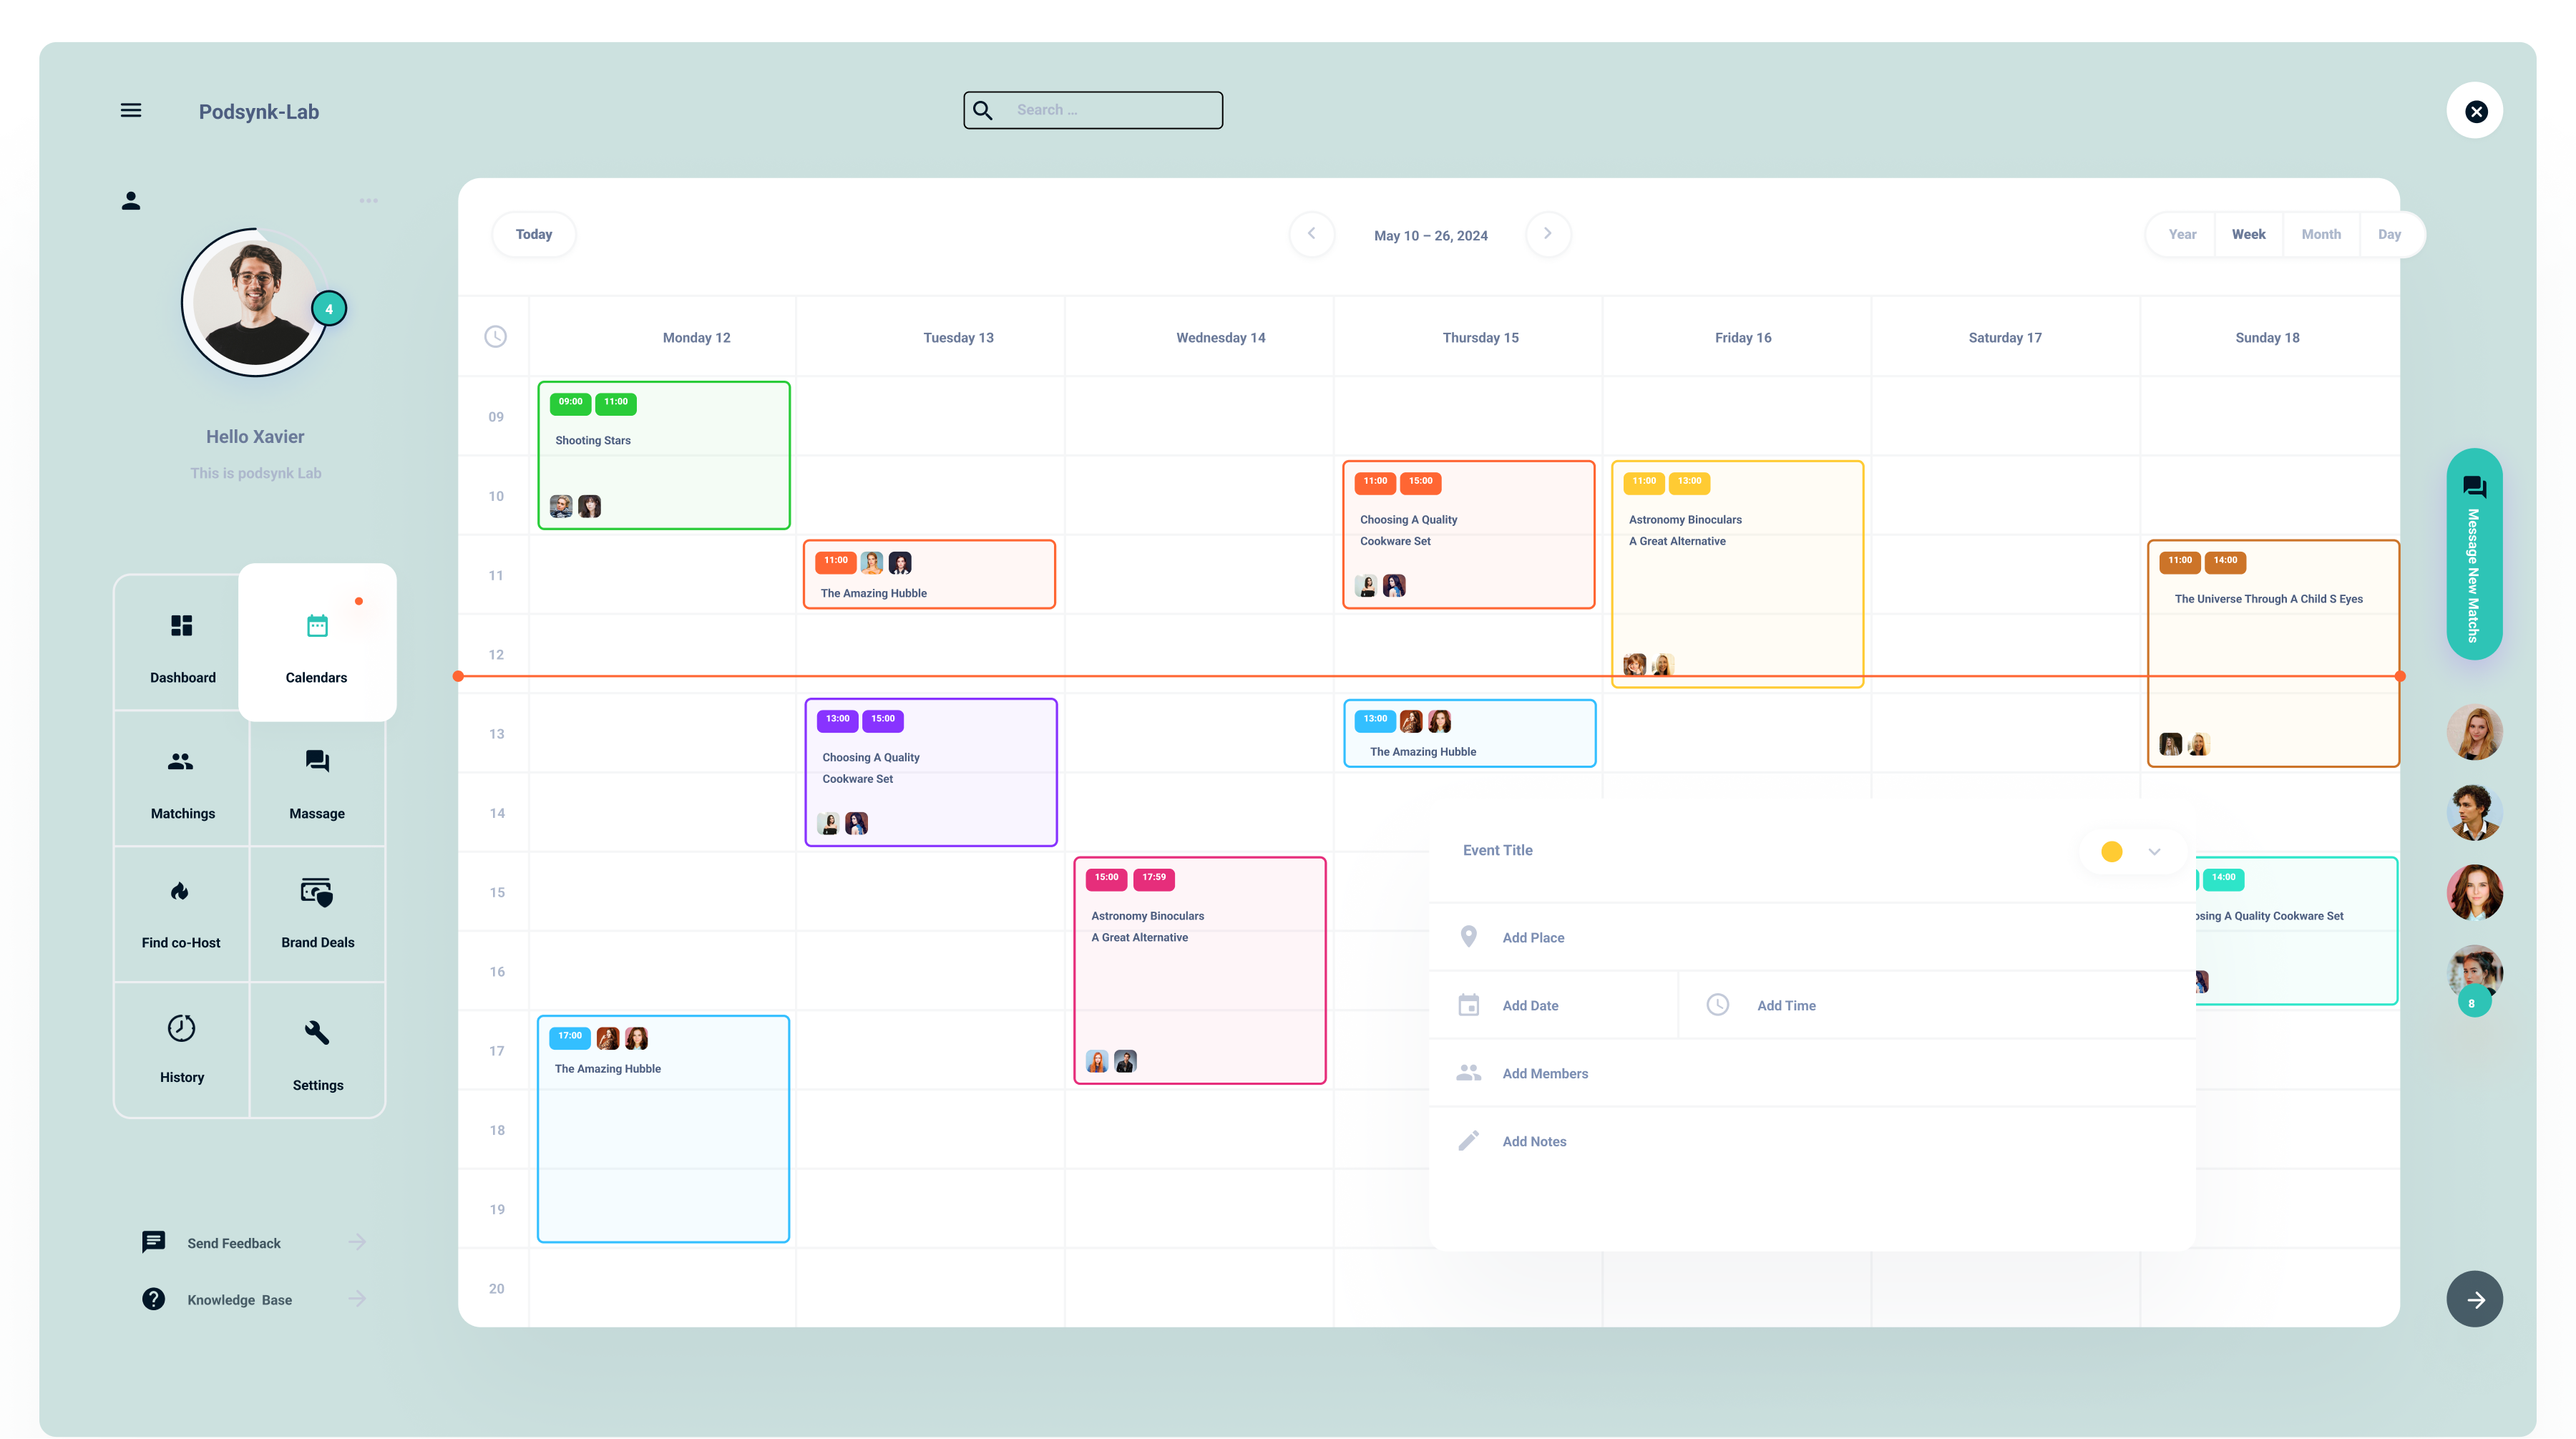 Podsynk-Lab
Search ...
4
Hello Xavier
This is podsynk Lab
Dashboard
Calendars
Matchings
Massage
Find co-Host
Brand Deals
History
Settings
Send Feedback
Knowledge Base
Today
May 10 – 26, 2024
Year
Week
Month
Day
Monday 12
Tuesday 13
Wednesday 14
Thursday 15
Friday 16
Saturday 17
Sunday 18
09
10
11
12
13
14
15
16
17
18
19
20
09:00 11:00
Shooting Stars
17:00
The Amazing Hubble
11:00
The Amazing Hubble
13:00 15:00
Choosing A Quality
Cookware Set
15:00 17:59
Astronomy Binoculars
A Great Alternative
11:00 15:00
Choosing A Quality
Cookware Set
13:00
The Amazing Hubble
11:00 13:00
Astronomy Binoculars
A Great Alternative
11:00 14:00
The Universe Through A Child S Eyes
14:00
osing A Quality Cookware Set
Event Title
Add Place
Add Date
Add Time
Add Members
Add Notes
Message New Matchs
8